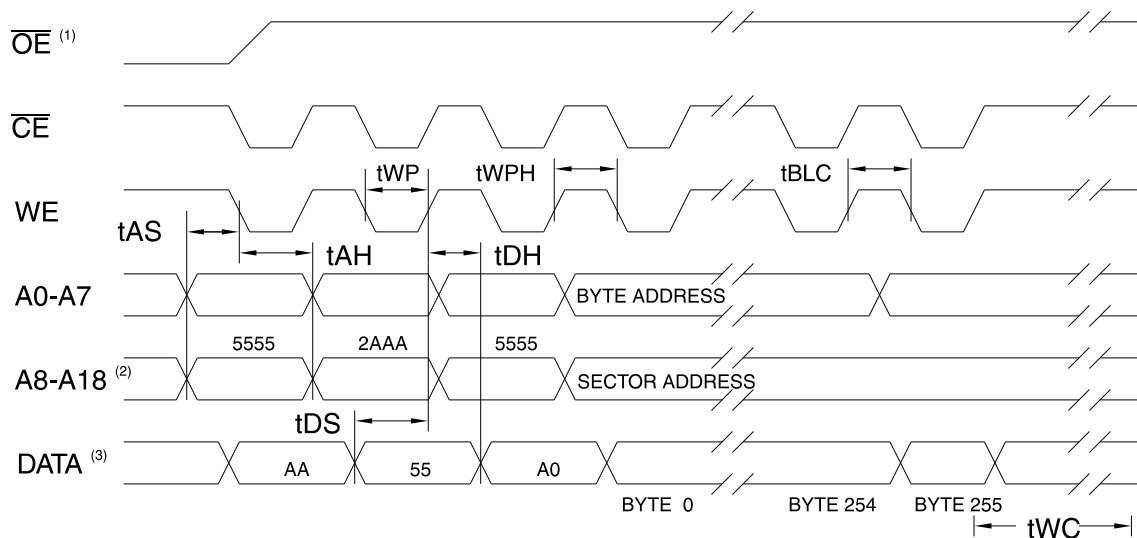 OE (1)
CE
tWP tWPH tBLC
WE
tAS tAH tDH
A0-A7 BYTE ADDRESS
5555 2AAA 5555
A8-A18 (2) SECTOR ADDRESS
tDS
DATA (3) AA 55 A0
BYTE 0 BYTE 254 BYTE 255
tWC